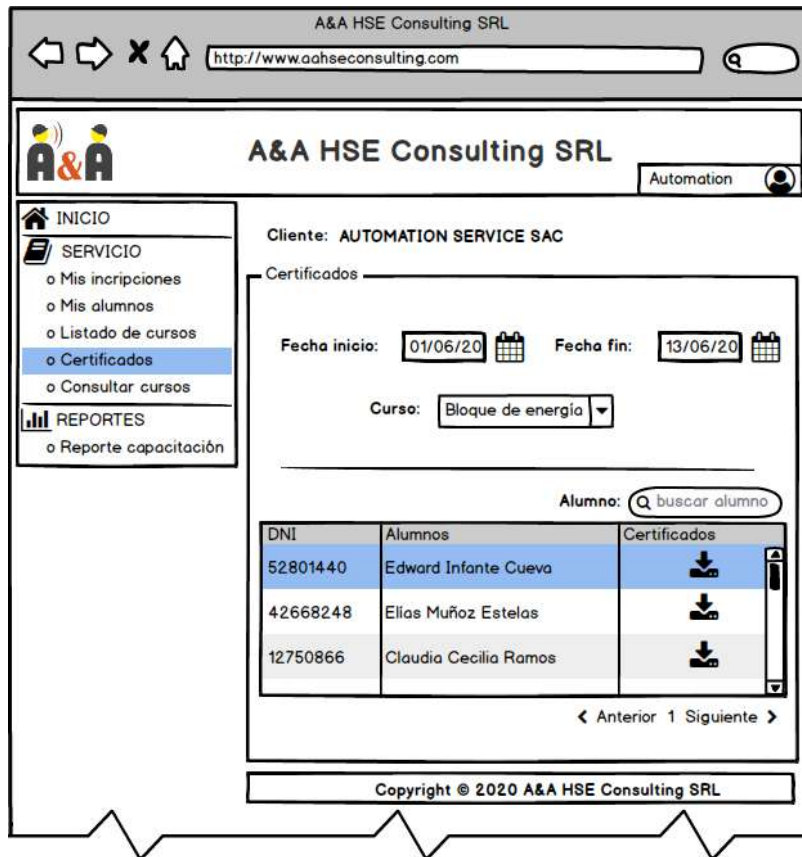 A&A HSE Consulting SRL
http://www.aahseconsulting.com
A&A
A&A HSE Consulting SRL
Automation
INICIO
SERVICIO
o Mis incripciones
o Mis alumnos
o Listado de cursos
o Certificados
o Consultar cursos
REPORTES
o Reporte capacitación
Cliente: AUTOMATION SERVICE SAC
Certificados
Fecha inicio: 01/06/20 Fecha fin: 13/06/20
Curso: Bloque de energía
Alumno: buscar alumno
DNI Alumnos Certificados
52801440 Edward Infante Cueva
42668248 Elías Muñoz Estelas
12750866 Claudia Cecilia Ramos
< Anterior 1 Siguiente >
Copyright © 2020 A&A HSE Consulting SRL